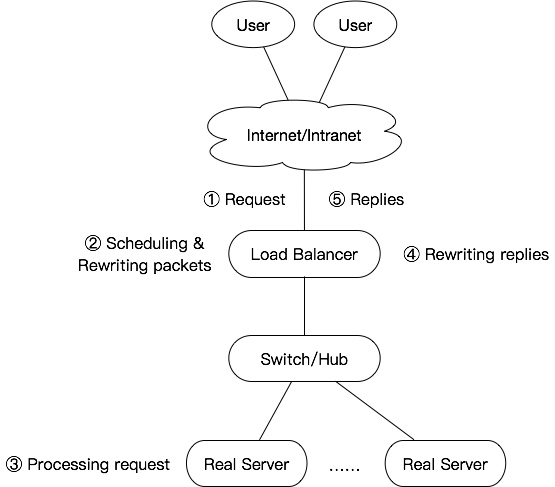 User
User
Internet/Intranet
① Request
⑤ Replies
② Scheduling &
Rewriting packets
Load Balancer
④ Rewriting replies
Switch/Hub
③ Processing request
Real Server
......
Real Server